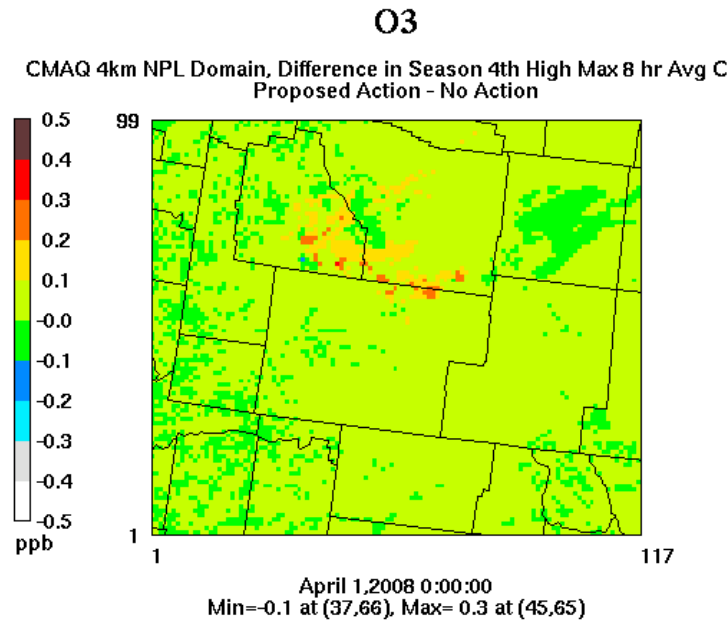 O3
CMAQ 4km NPL Domain, Difference in Season 4th High Max 8 hr Avg C
Proposed Action - No Action
99
0.5
0.4
0.3
0.2
0.1
-0.0
-0.1
-0.2
-0.3
-0.4
-0.5
ppb
1
1
117
April 1,2008 0:00:00
Min=-0.1 at (37,66), Max= 0.3 at (45,65)